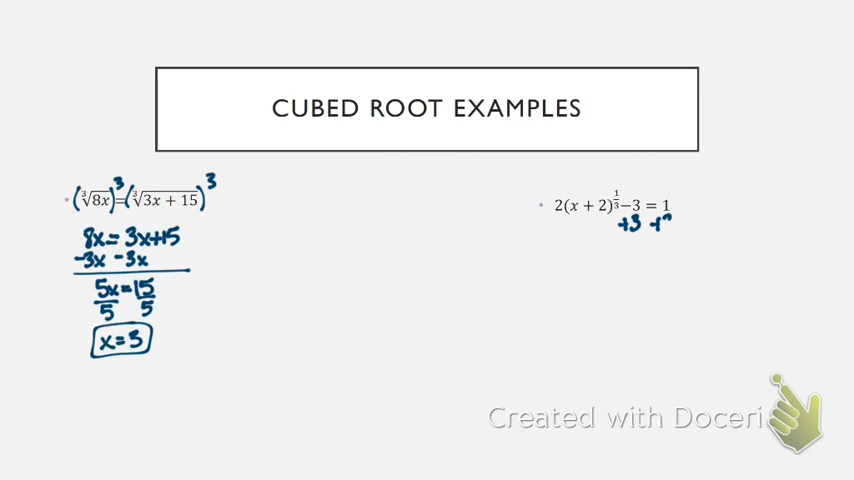 CUBED ROOT EXAMPLES
• (∛8x)³=(∛3x + 15)³
8x=3x+15
-3x -3x
5x=15
5 5
x=3
• 2(x + 2)^(1/3)−3 = 1
+3 +
Created with Doceri